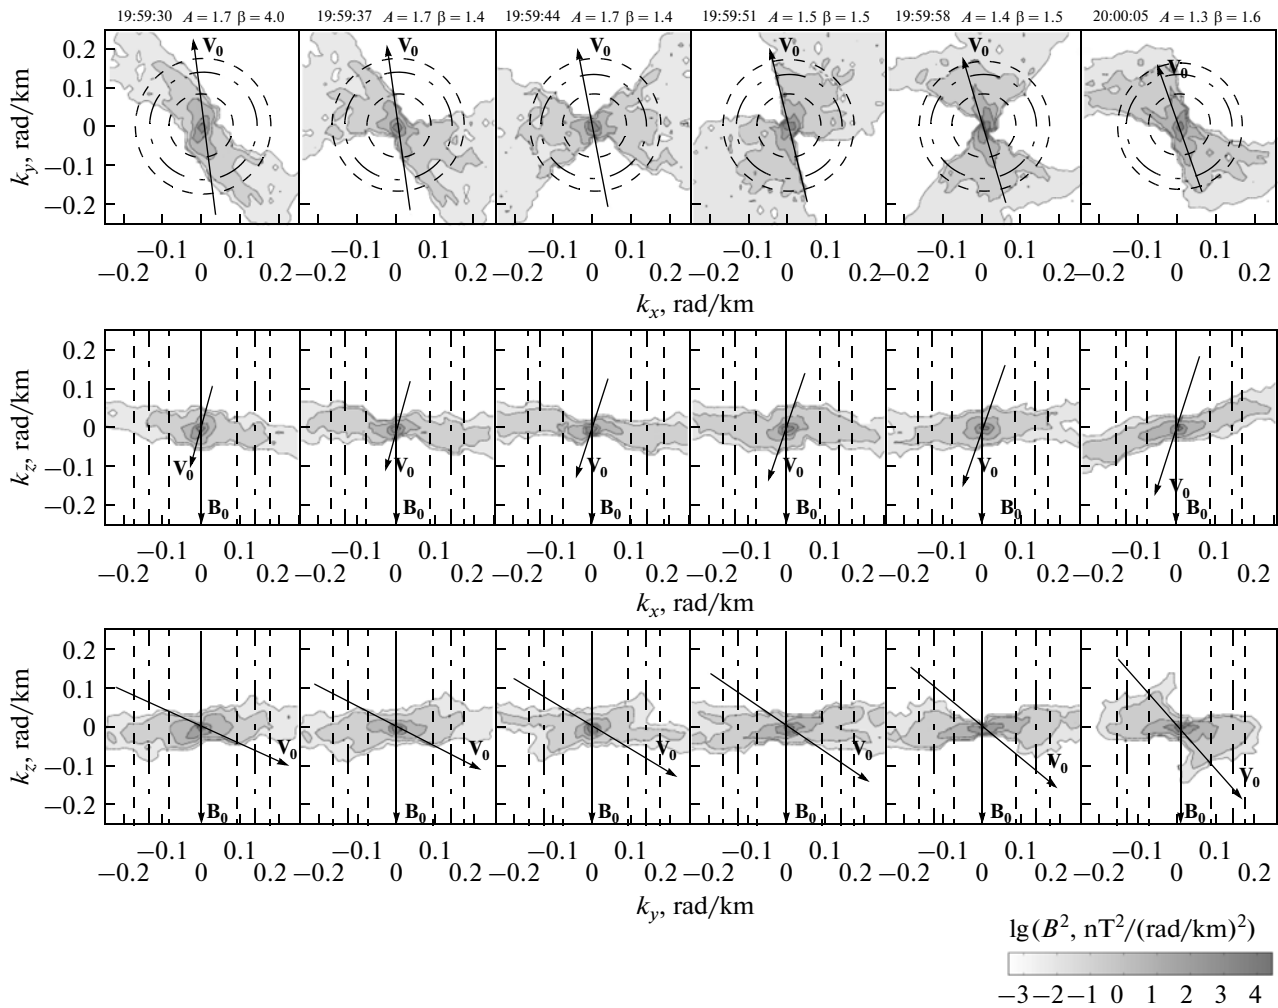 19:59:30 A = 1.7 β = 4.0 19:59:37 A = 1.7 β = 1.4 19:59:44 A = 1.7 β = 1.4 19:59:51 A = 1.5 β = 1.5 19:59:58 A = 1.4 β = 1.5 20:00:05 A = 1.3 β = 1.6
0.2 V₀ V₀ V₀ V₀ V₀ V₀
0.1
0
−0.1
−0.2
k_y, rad/km
−0.1 0.1 −0.1 0.1 −0.1 0.1 −0.1 0.1 −0.1 0.1 −0.1 0.1
−0.2 0 0.2 −0.2 0 0.2 −0.2 0 0.2 −0.2 0 0.2 −0.2 0 0.2 −0.2 0 0.2
k_x, rad/km
0.2
0.1
0
−0.1 V₀ V₀ V₀ V₀ V₀ V₀
−0.2 B₀ B₀ B₀ B₀ B₀ B₀
k_z, rad/km
−0.1 0.1 −0.1 0.1 −0.1 0.1 −0.1 0.1 −0.1 0.1 −0.1 0.1
−0.2 0 0.2 −0.2 0 0.2 −0.2 0 0.2 −0.2 0 0.2 −0.2 0 0.2 −0.2 0 0.2
k_x, rad/km
0.2
0.1
0
−0.1 V₀ V₀ V₀ V₀ V₀ V₀
−0.2 B₀ B₀ B₀ B₀ B₀ B₀
k_z, rad/km
−0.1 0.1 −0.1 0.1 −0.1 0.1 −0.1 0.1 −0.1 0.1 −0.1 0.1
−0.2 0 0.2 −0.2 0 0.2 −0.2 0 0.2 −0.2 0 0.2 −0.2 0 0.2 −0.2 0 0.2
k_y, rad/km
lg(B², nT²/(rad/km)²)
−3 −2 −1 0 1 2 3 4